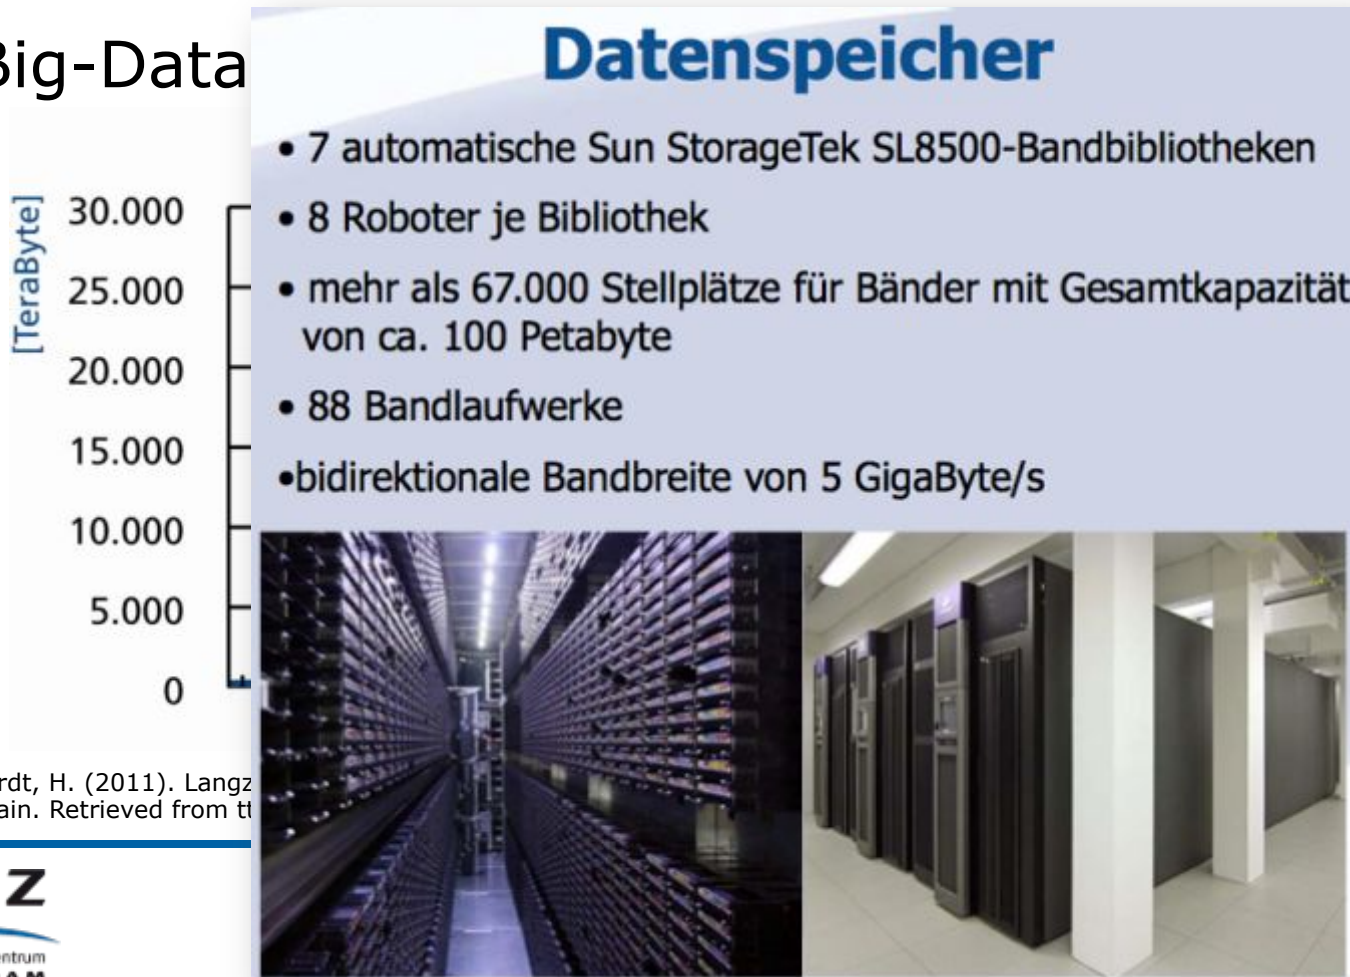 Big-Data
Datenspeicher
• 7 automatische Sun StorageTek SL8500-Bandbibliotheken
• 8 Roboter je Bibliothek
• mehr als 67.000 Stellplätze für Bänder mit Gesamtkapazität
von ca. 100 Petabyte
• 88 Bandlaufwerke
•bidirektionale Bandbreite von 5 GigaByte/s
[TeraByte]
30.000
25.000
20.000
15.000
10.000
5.000
0
rdt, H. (2011). Langz
ain. Retrieved from tt
Z
entrum